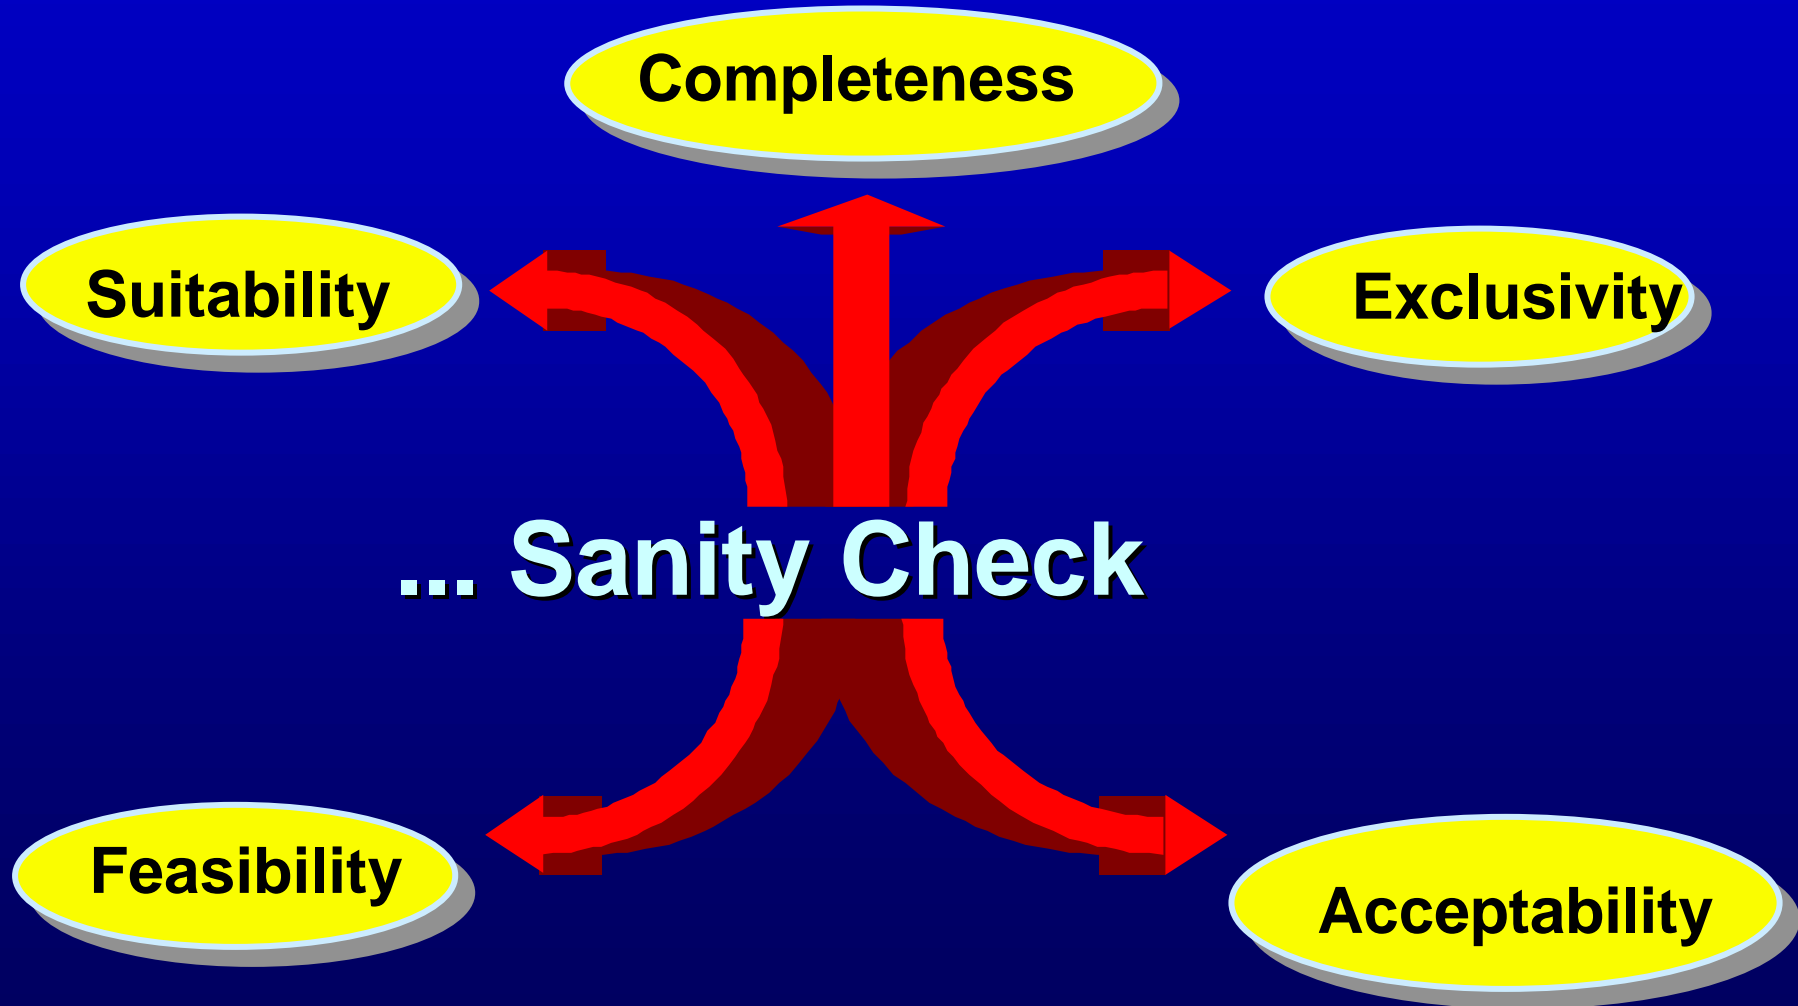 Completeness
Suitability
Exclusivity
... Sanity Check
Feasibility
Acceptability